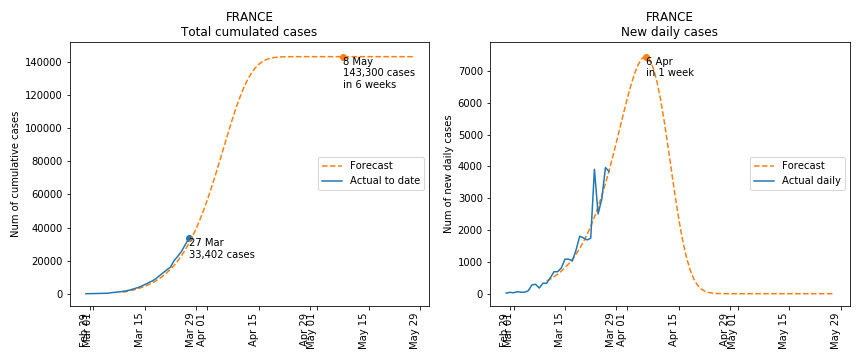 FRANCE
Total cumulated cases
Num of cumulative cases
140000
120000
100000
80000
60000
40000
20000
0
8 May
143,300 cases
in 6 weeks
Forecast
Actual to date
27 Mar
33,402 cases
Feb 29
Mar 01
Mar 15
Mar 29
Apr 01
Apr 15
Apr 29
May 01
May 15
May 29
FRANCE
New daily cases
Num of new daily cases
7000
6000
5000
4000
3000
2000
1000
0
6 Apr
in 1 week
Forecast
Actual daily
Feb 29
Mar 01
Mar 15
Mar 29
Apr 01
Apr 15
Apr 29
May 01
May 15
May 29